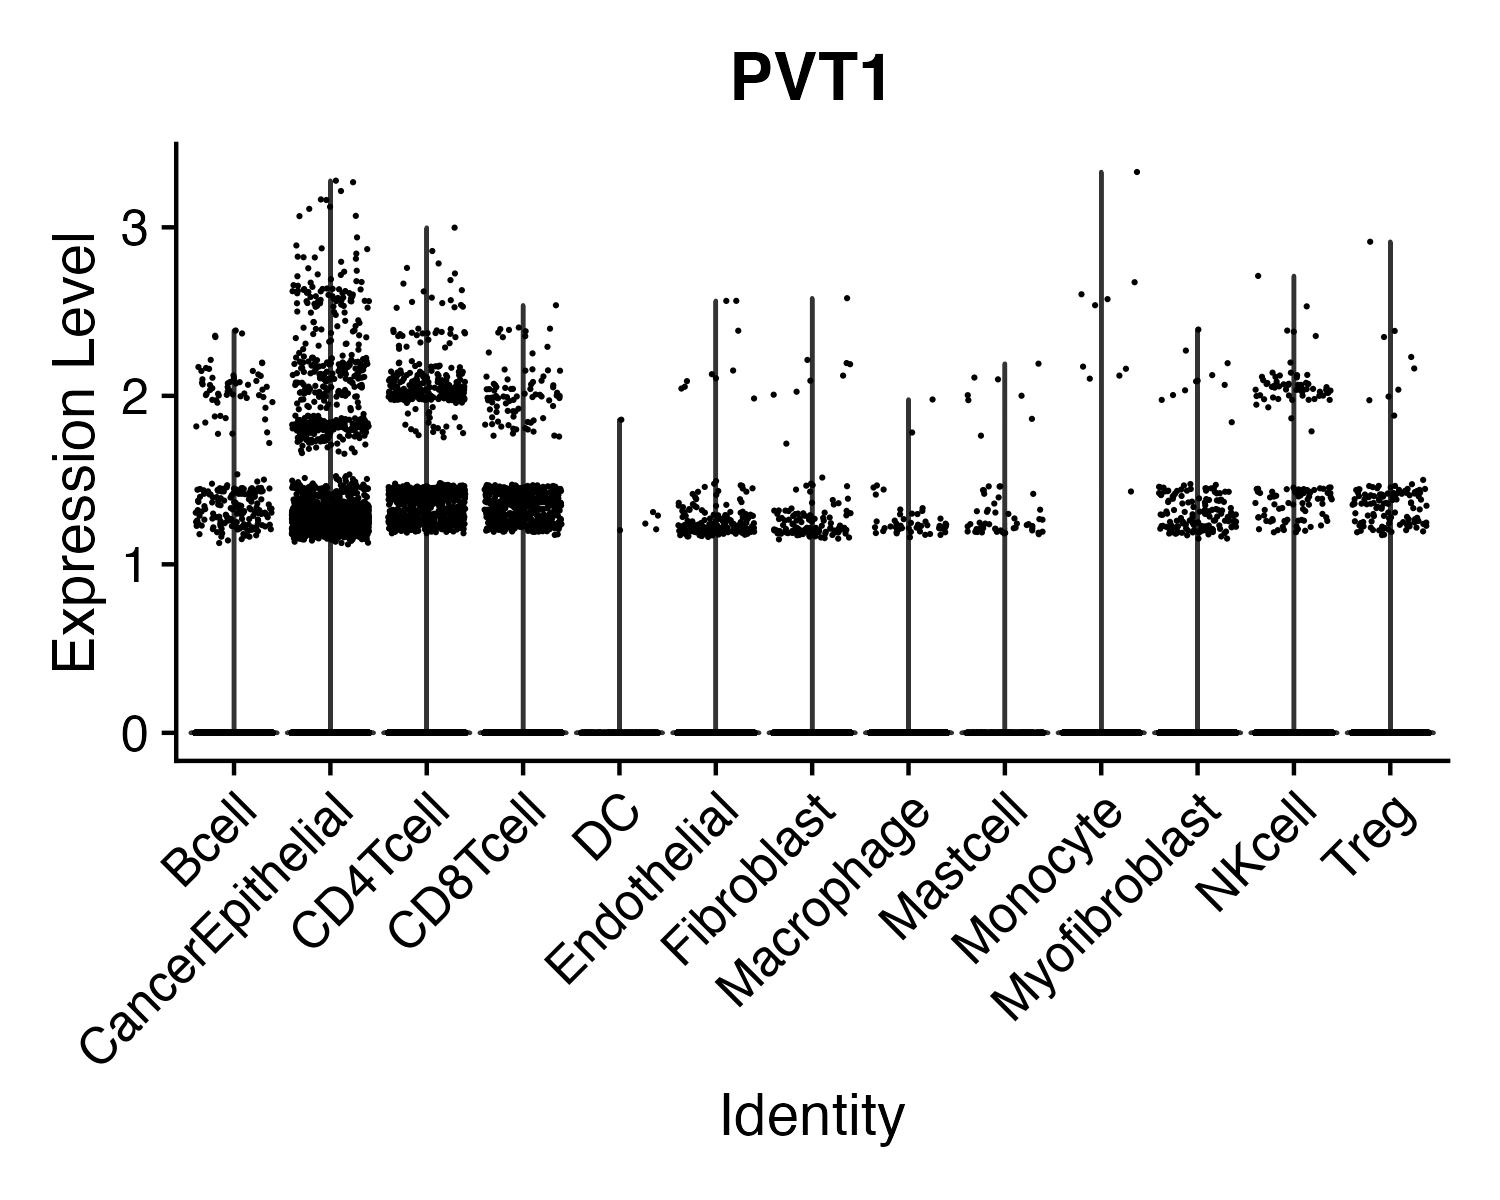 PVT1
Expression Level
3
2
1
0
Bcell
CancerEpithelial
CD4Tcell
CD8Tcell
DC
Endothelial
Fibroblast
Macrophage
Mastcell
Monocyte
Myofibroblast
NKcell
Treg
Identity